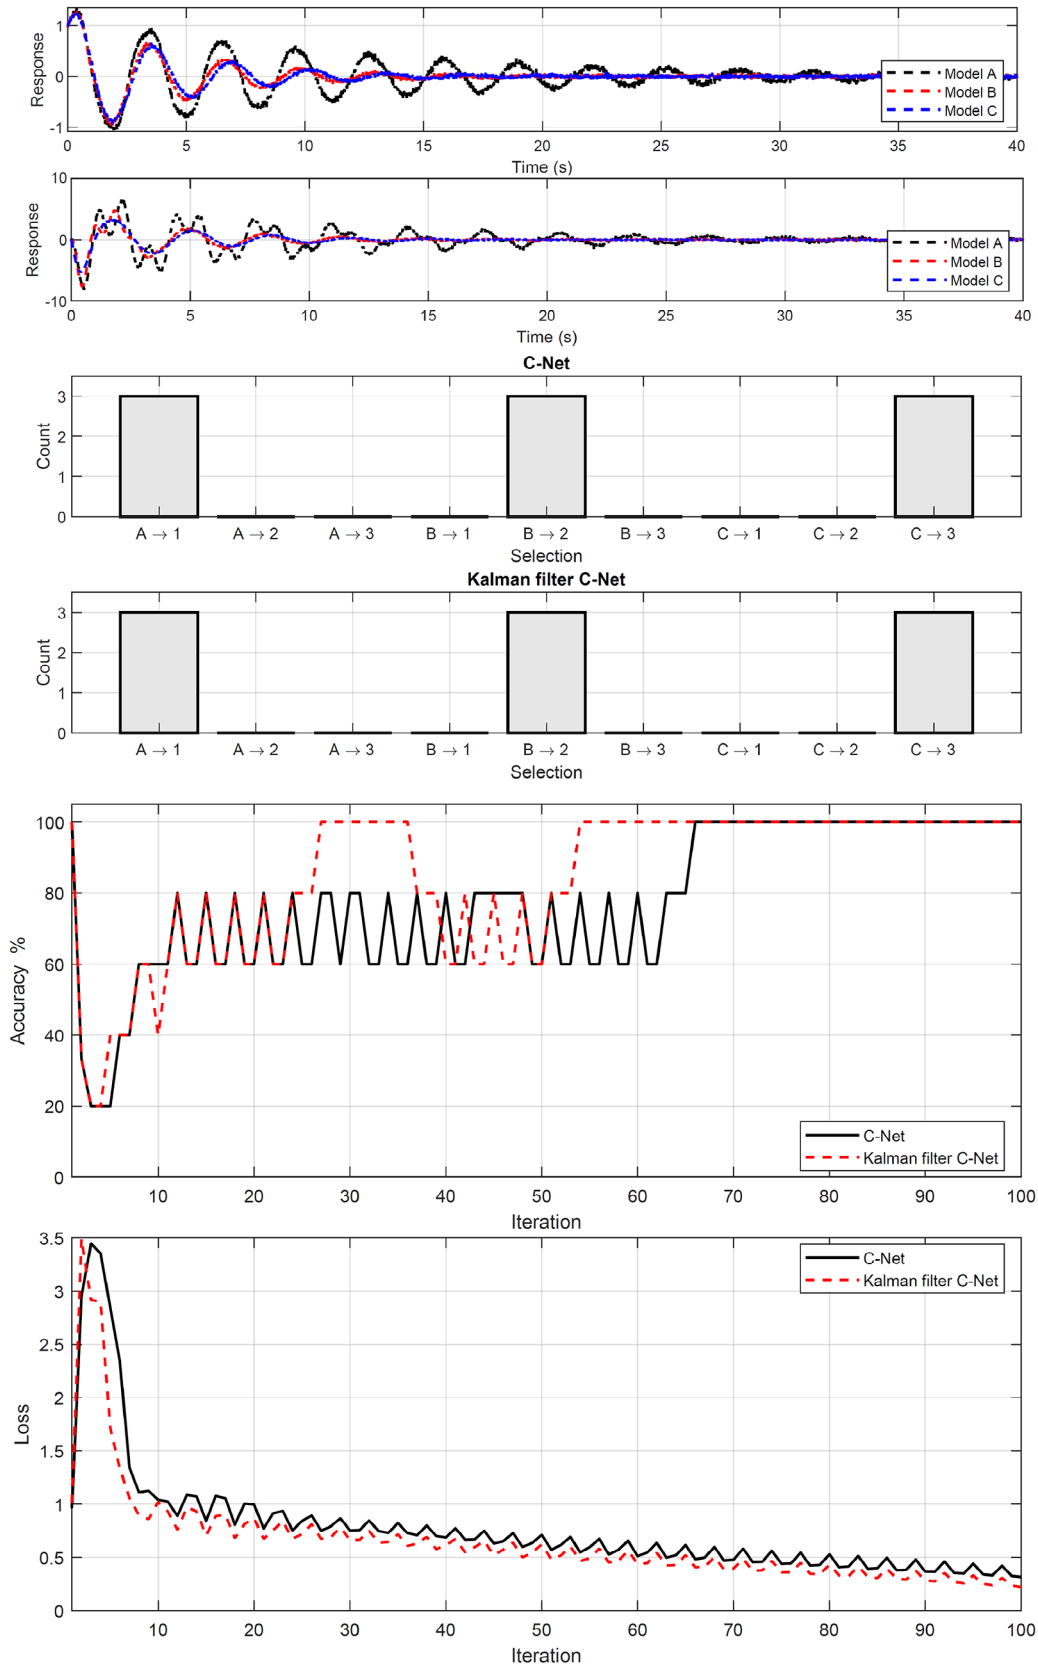 Response
1
0
-1
Model A
Model B
Model C
0 5 10 15 20 25 30 35 40
Time (s)
Response
10
0
-10
Model A
Model B
Model C
0 5 10 15 20 25 30 35 40
Time (s)
C-Net
Count
3
2
1
0
A → 1 A → 2 A → 3 B → 1 B → 2 B → 3 C → 1 C → 2 C → 3
Selection
Kalman filter C-Net
Count
3
2
1
0
A → 1 A → 2 A → 3 B → 1 B → 2 B → 3 C → 1 C → 2 C → 3
Selection
Accuracy %
100
80
60
40
20
0
C-Net
Kalman filter C-Net
10 20 30 40 50 60 70 80 90 100
Iteration
Loss
3.5
3
2.5
2
1.5
1
0.5
0
C-Net
Kalman filter C-Net
10 20 30 40 50 60 70 80 90 100
Iteration